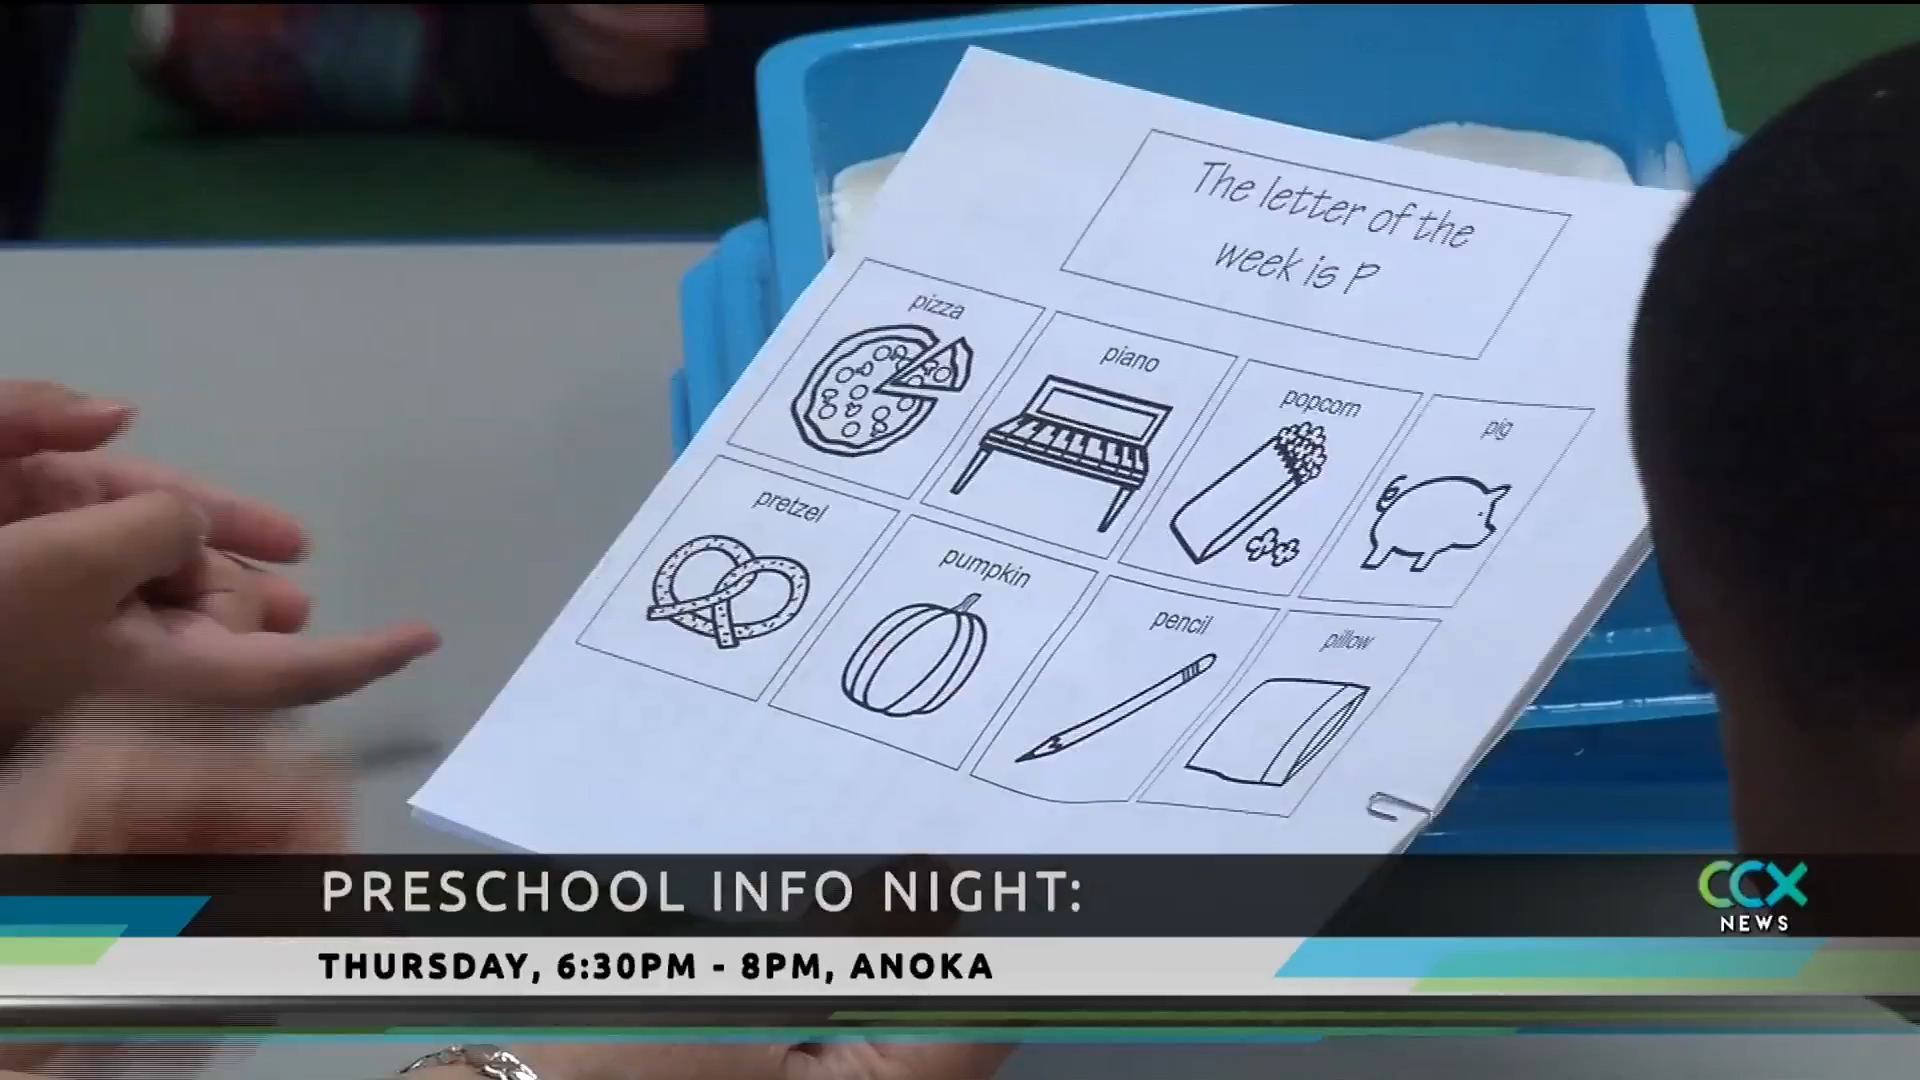 The letter of the
week is P
pizza
piano
popcorn
pig
pretzel
pumpkin
pencil
pillow
PRESCHOOL INFO NIGHT:
THURSDAY, 6:30PM - 8PM, ANOKA
CCX
NEWS